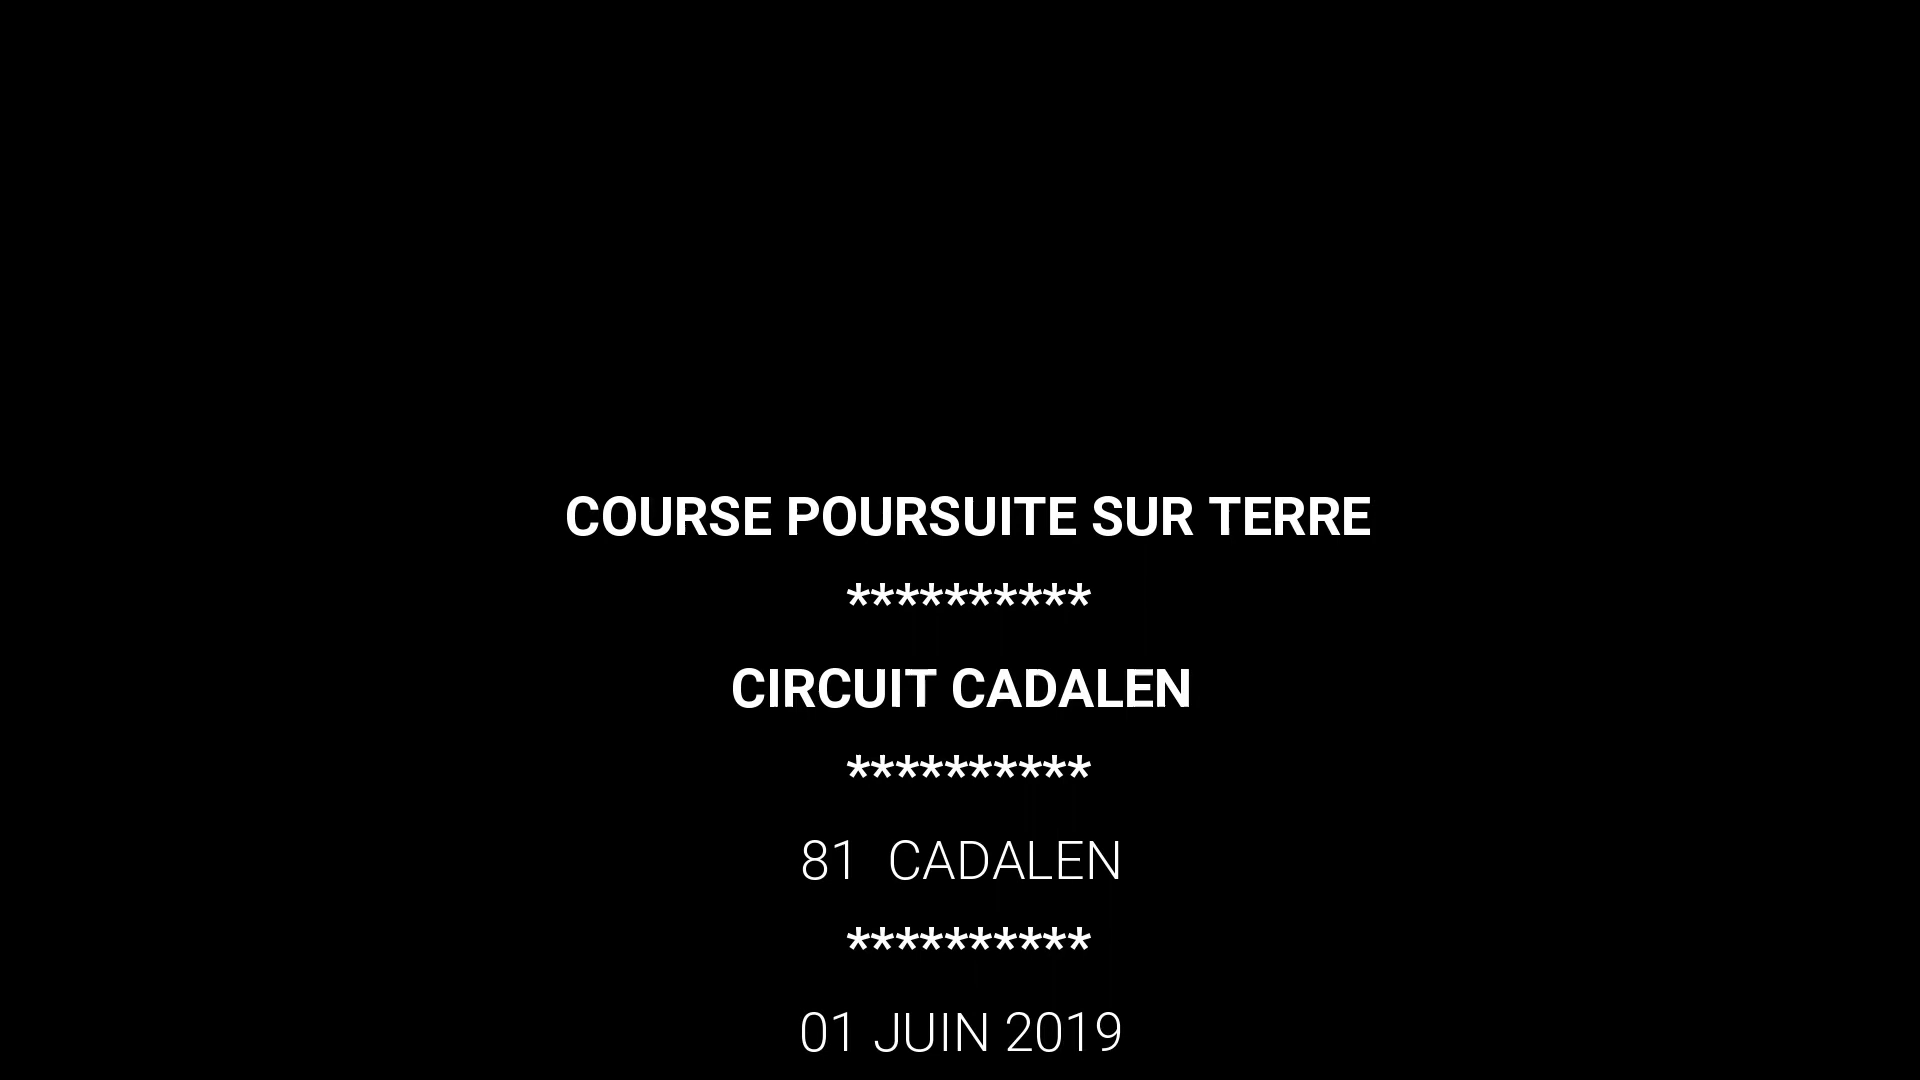 COURSE POURSUITE SUR TERRE
**********
CIRCUIT CADALEN
**********
81  CADALEN
**********
01 JUIN 2019